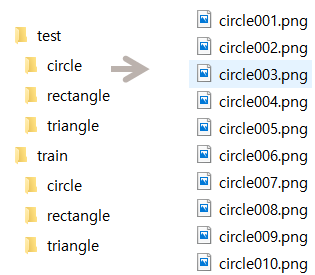 test
circle
rectangle
triangle
train
circle
rectangle
triangle
circle001.png
circle002.png
circle003.png
circle004.png
circle005.png
circle006.png
circle007.png
circle008.png
circle009.png
circle010.png